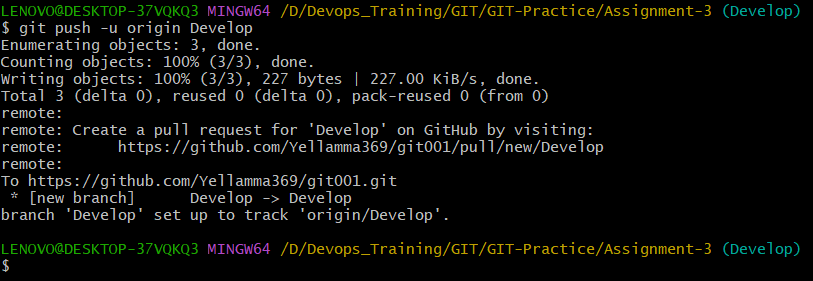 LENOVO@DESKTOP-37VQKQ3 MINGW64 /D/Devops_Training/GIT/GIT-Practice/Assignment-3 (Develop)
$ git push -u origin Develop
Enumerating objects: 3, done.
Counting objects: 100% (3/3), done.
Writing objects: 100% (3/3), 227 bytes | 227.00 KiB/s, done.
Total 3 (delta 0), reused 0 (delta 0), pack-reused 0 (from 0)
remote:
remote: Create a pull request for 'Develop' on GitHub by visiting:
remote:      https://github.com/Yellamma369/git001/pull/new/Develop
remote:
To https://github.com/Yellamma369/git001.git
 * [new branch]      Develop -> Develop
branch 'Develop' set up to track 'origin/Develop'.
LENOVO@DESKTOP-37VQKQ3 MINGW64 /D/Devops_Training/GIT/GIT-Practice/Assignment-3 (Develop)
$